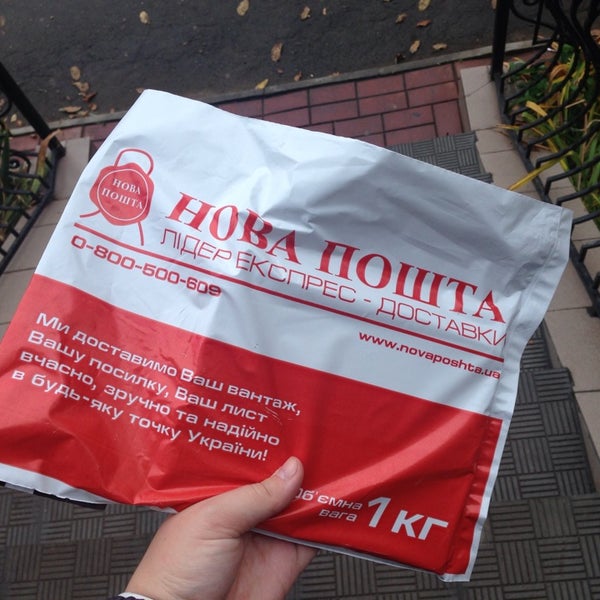 НОВА
ПОШТА
НОВА ПОШТА
ЛІДЕР ЕКСПРЕС - ДОСТАВКИ
0-800-500-609
www.novaposhta.ua
Ми доставимо Ваш вантаж,
Вашу посилку, Ваш лист
вчасно, зручно та надійно
в будь-яку точку України!
об'ємна
вага
1 кг